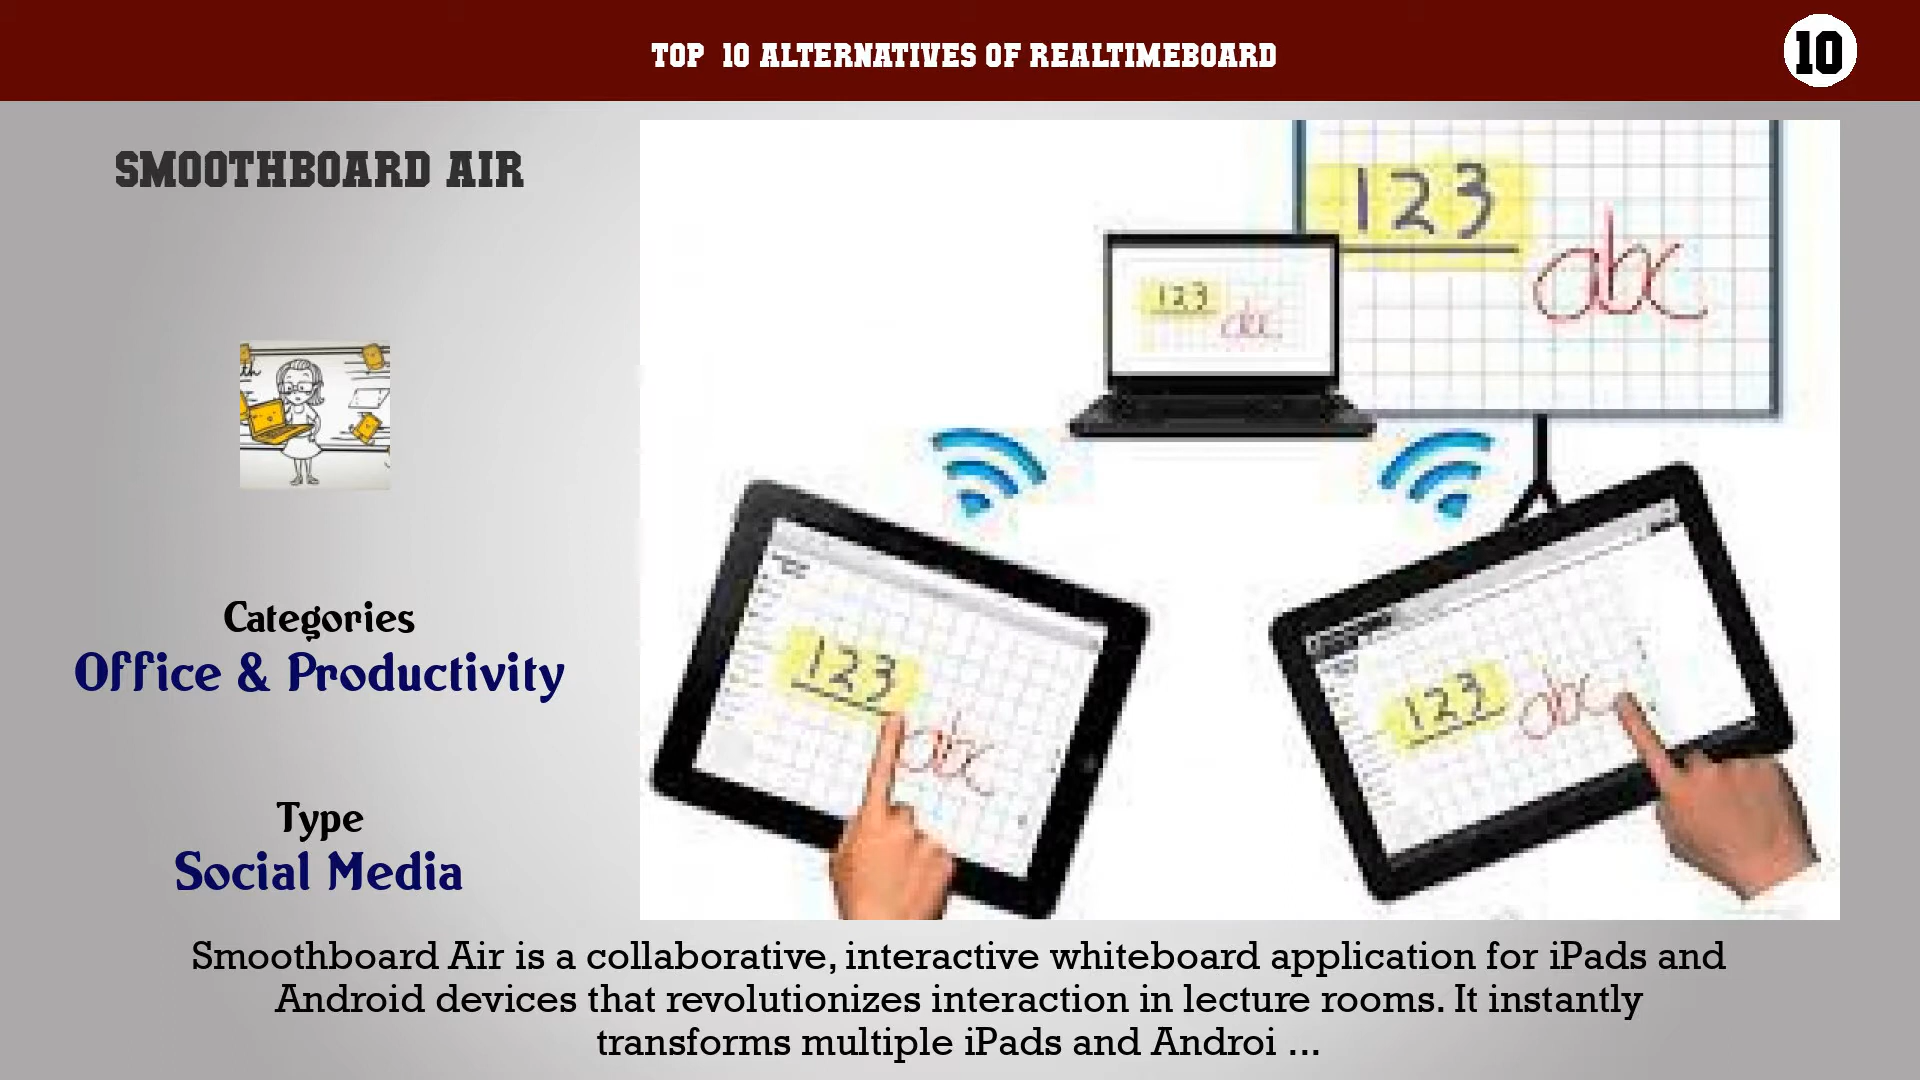 TOP 10 ALTERNATIVES OF REALTIMEBOARD
10
SMOOTHBOARD AIR
123
abc
123
abc
th
Categories
Office & Productivity
123
abc
123
abc
Type
Social Media
Smoothboard Air is a collaborative, interactive whiteboard application for iPads and
Android devices that revolutionizes interaction in lecture rooms. It instantly
transforms multiple iPads and Androi ...